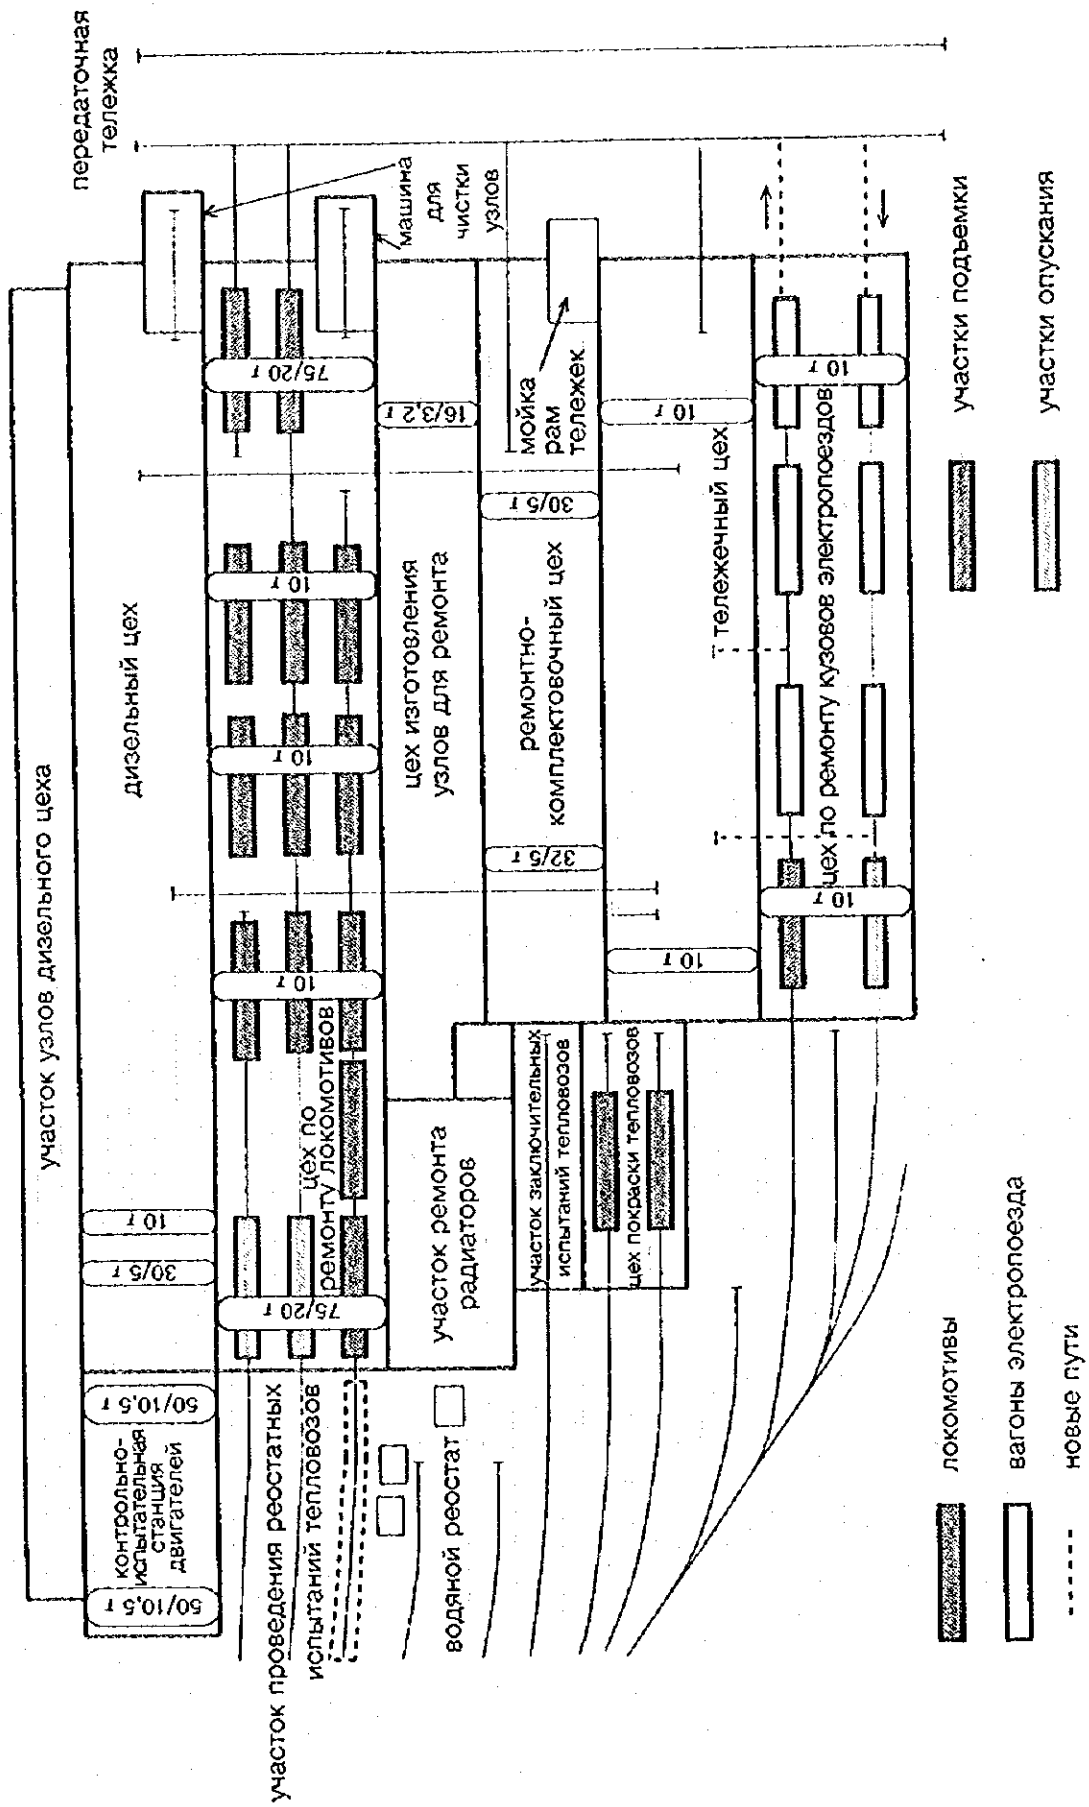 участок узлов дизельного цеха
передаточная
тележка
дизельный цех
контрольно-
испытательная
станция
двигателей
50/10,5 т
50/10,5 т
30/5 т
10 т
75/20 т
10 т
10 т
10 т
75/20 т
цех по
ремонту локомотивов
машина
для
чистки
узлов
участок проведения реостатных
испытаний тепловозов
цех изготовления
узлов для ремонта
16/3,2 т
участок ремонта
радиаторов
водяной реостат
ремонтно-
комплектовочный цех
32/5 т
30/5 т
мойка
рам
тележек
участок заключительных
испытаний тепловозов
цех покраски тепловозов
тележечный цех
10 т
10 т
цех по ремонту кузовов электропоездов
10 т
10 т
локомотивы
участки подъемки
вагоны электропоезда
участки опускания
новые пути